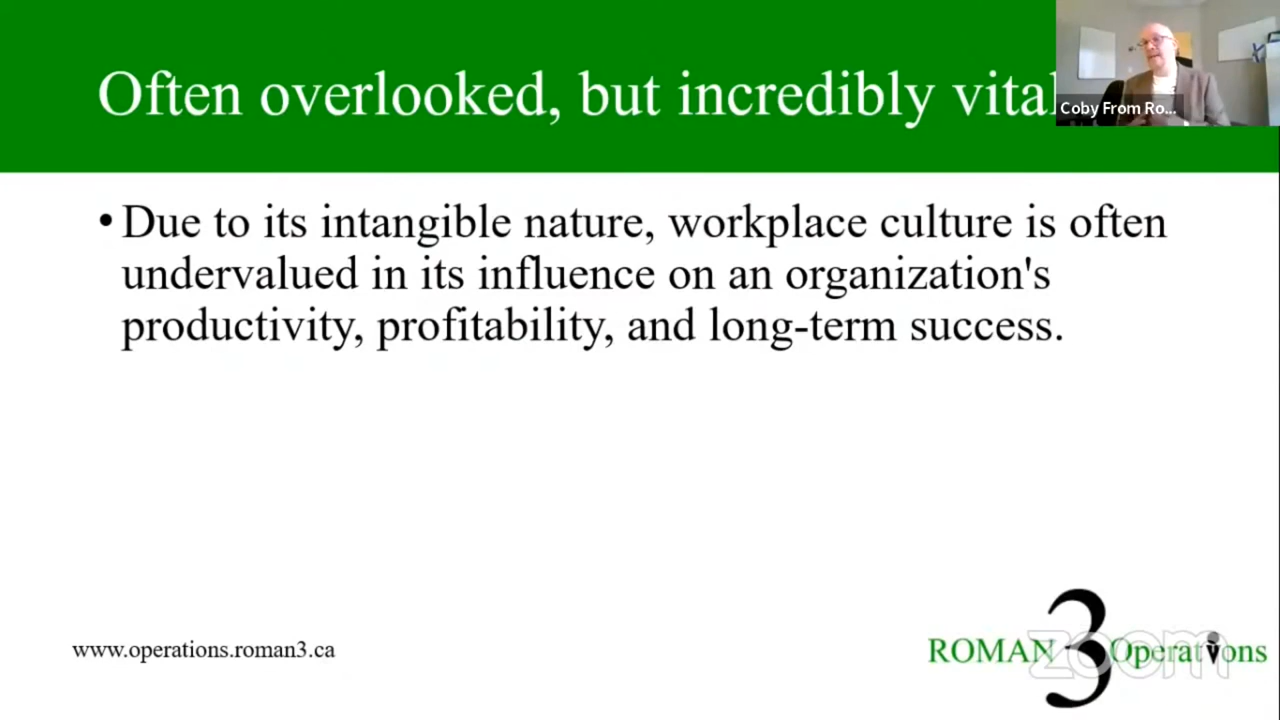 Often overlooked, but incredibly vital
Coby From Ro...
• Due to its intangible nature, workplace culture is often
undervalued in its influence on an organization's
productivity, profitability, and long-term success.
www.operations.roman3.ca
ROMAN 3 Operations
zoom